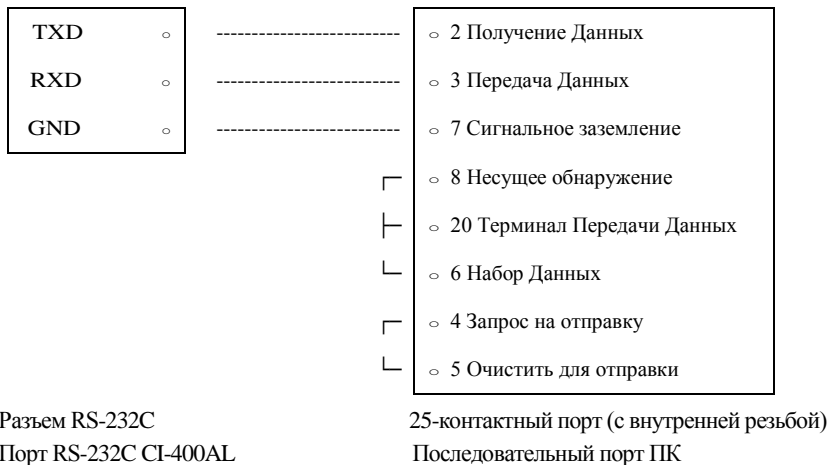 TXD 2 Получение Данных
RXD 3 Передача Данных
GND 7 Сигнальное заземление
8 Несущее обнаружение
20 Терминал Передачи Данных
6 Набор Данных
4 Запрос на отправку
5 Очистить для отправки
Разъем RS-232C 25-контактный порт (с внутренней резьбой)
Порт RS-232C CI-400AL Последовательный порт ПК